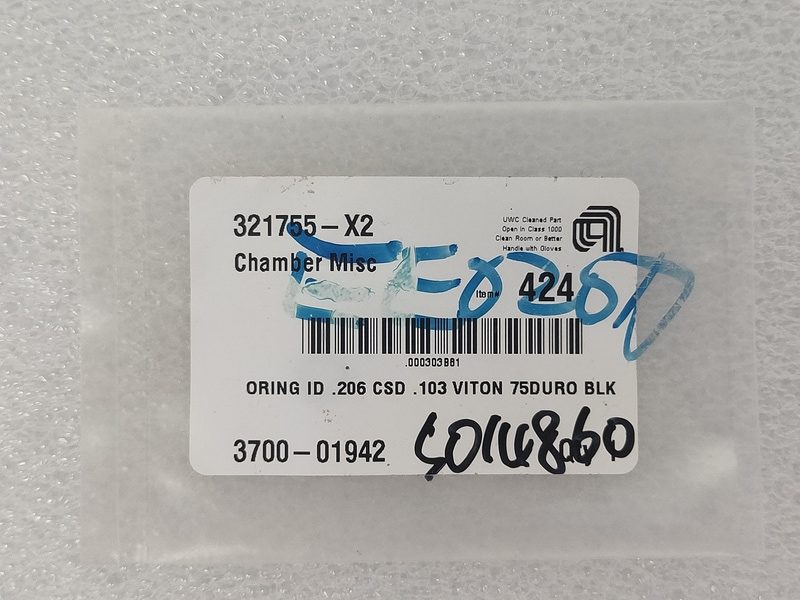 321755-X2
UWC Cleaned Part
Open in Class 1000
Clean Room or Better
Handle with Gloves
Chamber Misc
Item# 424
.000303881
ORING ID .206 CSD .103 VITON 75DURO BLK
3700-01942